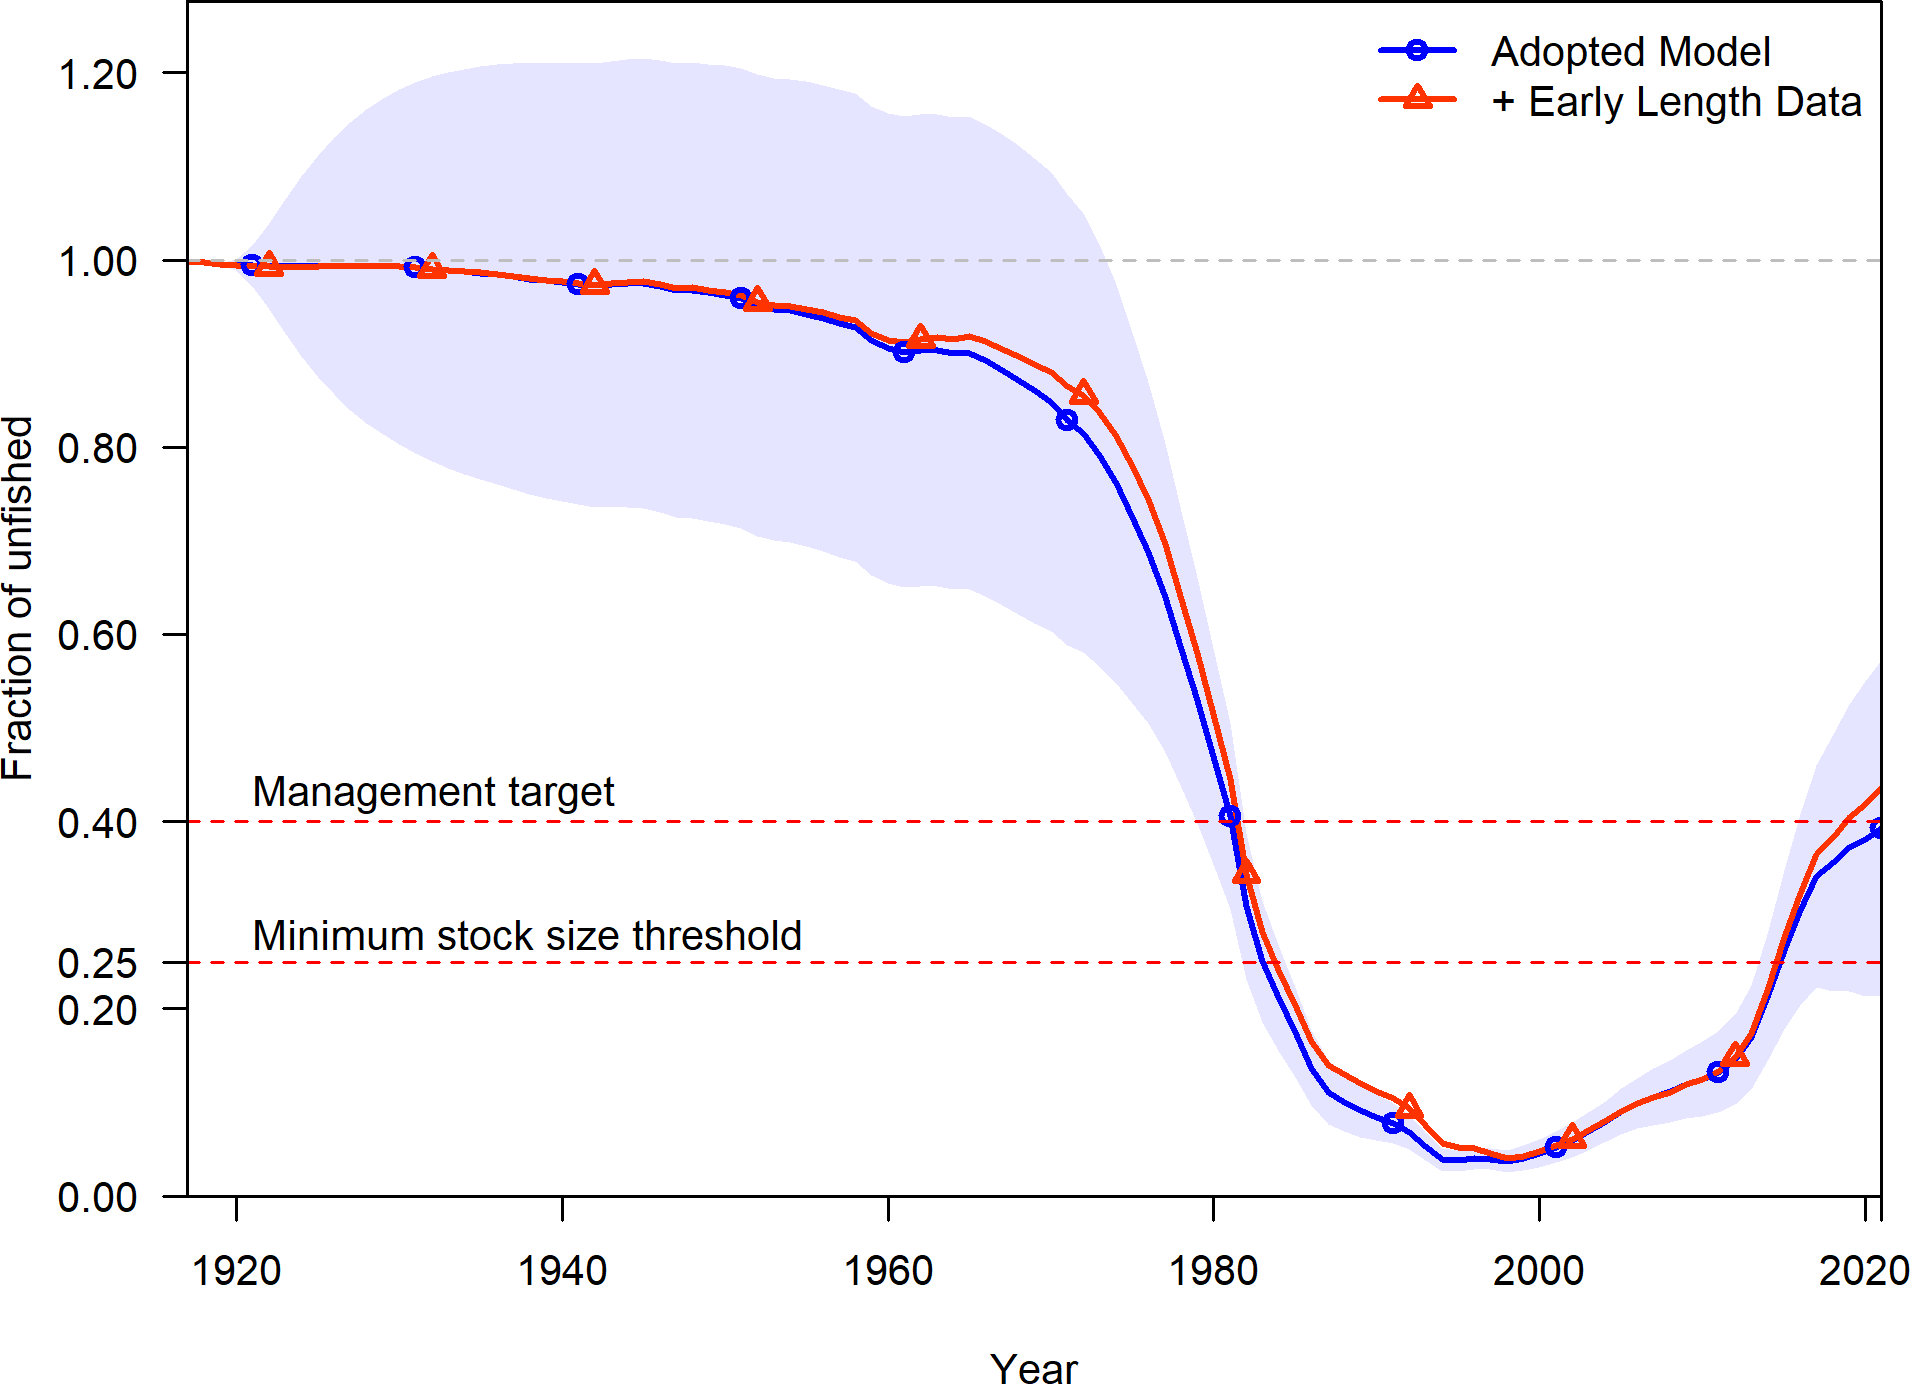 Adopted Model
+ Early Length Data
Fraction of unfished
1.20
1.00
0.80
0.60
0.40
0.25
0.20
0.00
Management target
Minimum stock size threshold
1920
1940
1960
1980
2000
2020
Year